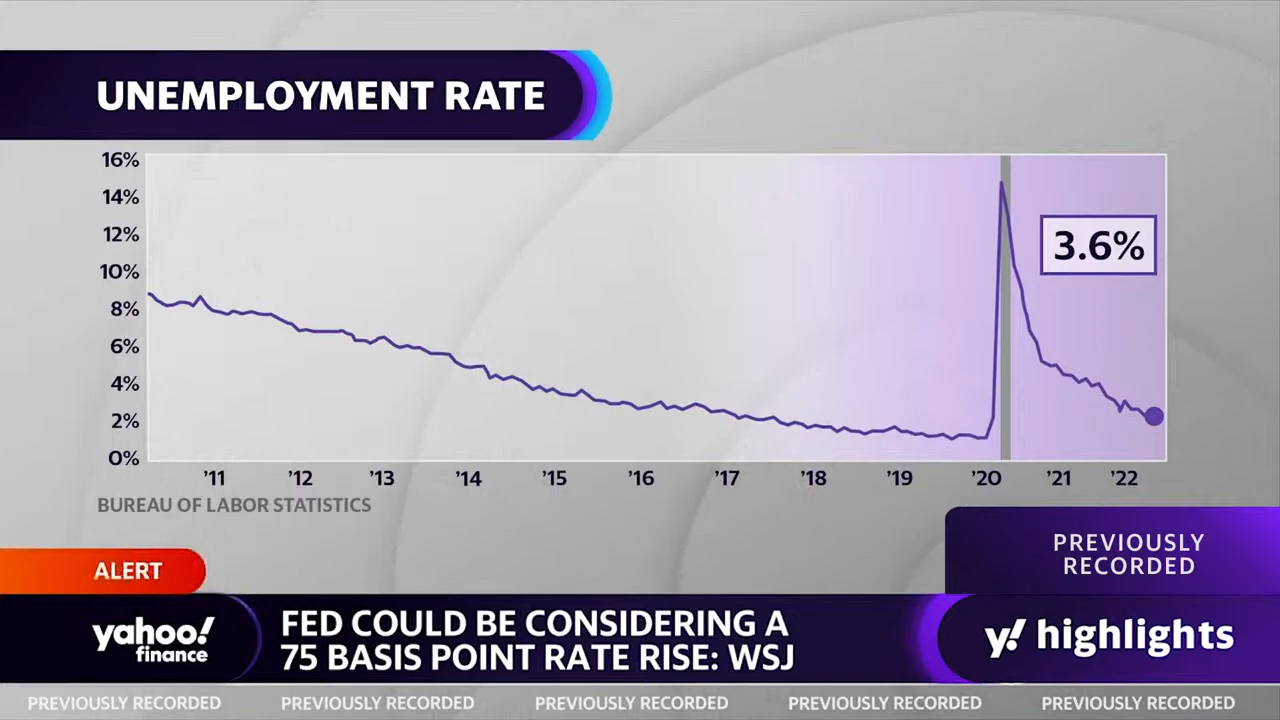 UNEMPLOYMENT RATE
16%
14%
12%
10%
8%
6%
4%
2%
0%
3.6%
’11 ’12 ’13 ’14 ’15 ’16 ’17 ’18 ’19 ’20 ’21 ’22
BUREAU OF LABOR STATISTICS
PREVIOUSLY
RECORDED
ALERT
yahoo!
finance
FED COULD BE CONSIDERING A
75 BASIS POINT RATE RISE: WSJ
y! highlights
PREVIOUSLY RECORDED PREVIOUSLY RECORDED PREVIOUSLY RECORDED PREVIOUSLY RECORDED PREVIOUSLY RECORDED